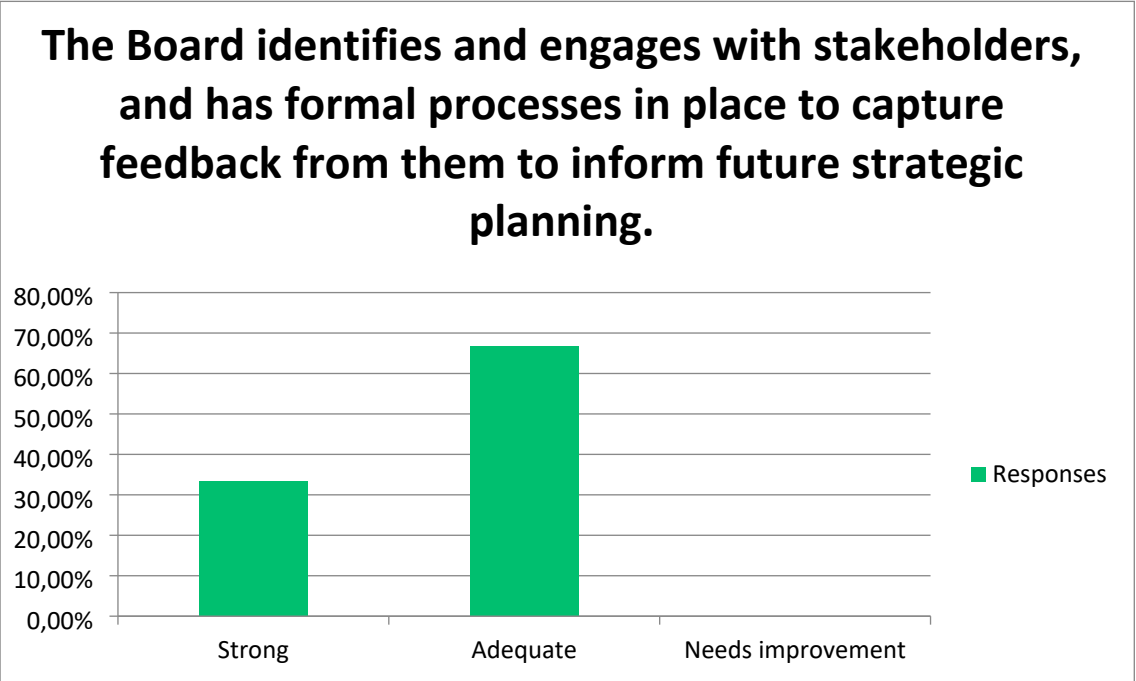 The Board identifies and engages with stakeholders,
and has formal processes in place to capture
feedback from them to inform future strategic
planning.
80,00%
70,00%
60,00%
50,00%
40,00%
30,00%
20,00%
10,00%
0,00%
Strong
Adequate
Needs improvement
Responses